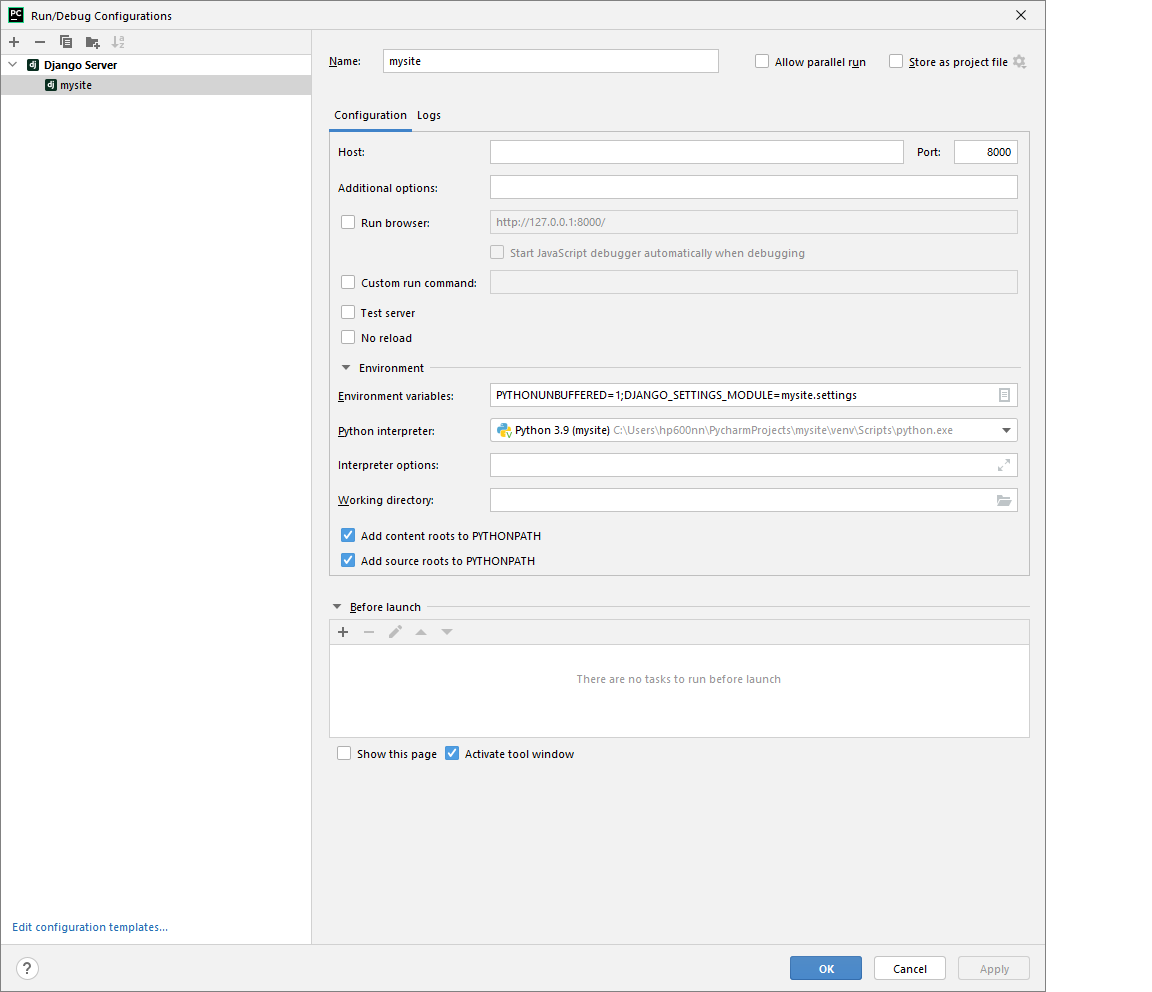 PC Run/Debug Configurations
Django Server
mysite
Name: mysite
Allow parallel run
Store as project file
Configuration Logs
Host: Port: 8000
Additional options:
Run browser: http://127.0.0.1:8000/
Start JavaScript debugger automatically when debugging
Custom run command:
Test server
No reload
Environment
Environment variables: PYTHONUNBUFFERED=1;DJANGO_SETTINGS_MODULE=mysite.settings
Python interpreter: Python 3.9 (mysite) C:\Users\hp600nn\PycharmProjects\mysite\venv\Scripts\python.exe
Interpreter options:
Working directory:
Add content roots to PYTHONPATH
Add source roots to PYTHONPATH
Before launch
There are no tasks to run before launch
Show this page Activate tool window
Edit configuration templates...
? OK Cancel Apply